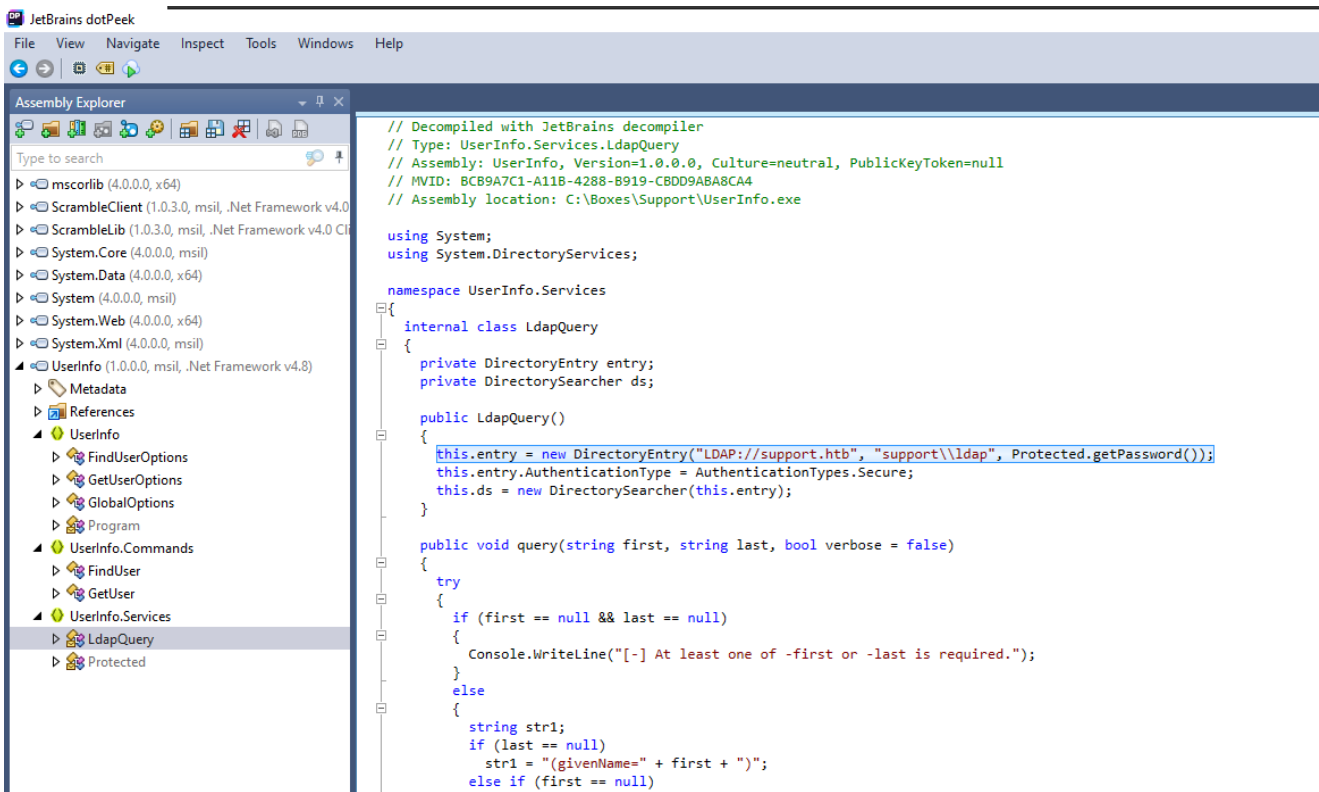 JetBrains dotPeek
File View Navigate Inspect Tools Windows Help
Assembly Explorer
Type to search
mscorlib (4.0.0.0, x64)
ScrambleClient (1.0.3.0, msil, .Net Framework v4.0
ScrambleLib (1.0.3.0, msil, .Net Framework v4.0 Cli
System.Core (4.0.0.0, msil)
System.Data (4.0.0.0, x64)
System (4.0.0.0, msil)
System.Web (4.0.0.0, x64)
System.Xml (4.0.0.0, msil)
UserInfo (1.0.0.0, msil, .Net Framework v4.8)
Metadata
References
UserInfo
FindUserOptions
GetUserOptions
GlobalOptions
Program
UserInfo.Commands
FindUser
GetUser
UserInfo.Services
LdapQuery
Protected
// Decompiled with JetBrains decompiler
// Type: UserInfo.Services.LdapQuery
// Assembly: UserInfo, Version=1.0.0.0, Culture=neutral, PublicKeyToken=null
// MVID: BCB9A7C1-A11B-4288-B919-CBDD9ABA8CA4
// Assembly location: C:\Boxes\Support\UserInfo.exe
using System;
using System.DirectoryServices;
namespace UserInfo.Services
{
internal class LdapQuery
{
private DirectoryEntry entry;
private DirectorySearcher ds;
public LdapQuery()
{
this.entry = new DirectoryEntry("LDAP://support.htb", "support\\ldap", Protected.getPassword());
this.entry.AuthenticationType = AuthenticationTypes.Secure;
this.ds = new DirectorySearcher(this.entry);
}
public void query(string first, string last, bool verbose = false)
{
try
{
if (first == null && last == null)
{
Console.WriteLine("[-] At least one of -first or -last is required.");
}
else
{
string str1;
if (last == null)
str1 = "(givenName=" + first + ")";
else if (first == null)